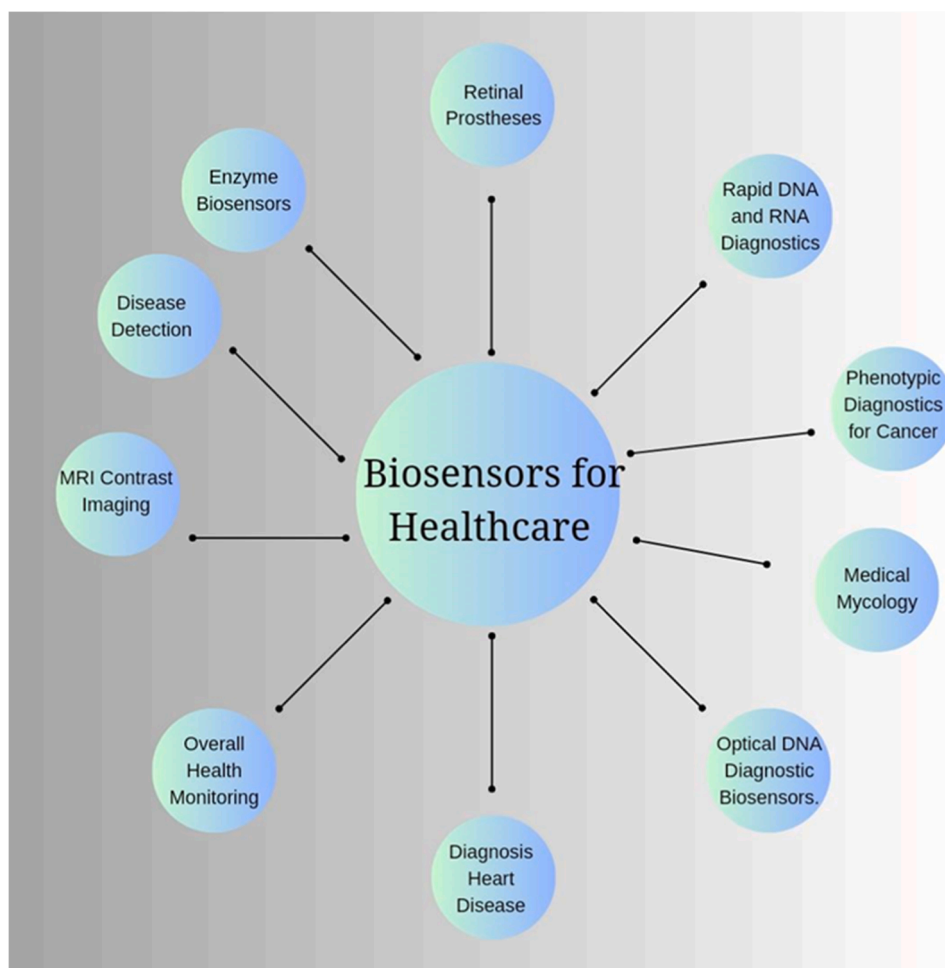 Retinal
Prostheses
Enzyme
Biosensors
Rapid DNA
and RNA
Diagnostics
Disease
Detection
Phenotypic
Diagnostics
for Cancer
MRI Contrast
Imaging
Biosensors for
Healthcare
Medical
Mycology
Overall
Health
Monitoring
Optical DNA
Diagnostic
Biosensors.
Diagnosis
Heart
Disease